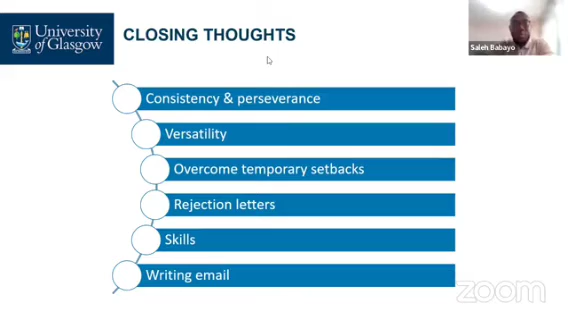 University
of Glasgow
CLOSING THOUGHTS
Saleh Babayo
Consistency & perseverance
Versatility
Overcome temporary setbacks
Rejection letters
Skills
Writing email
zoom